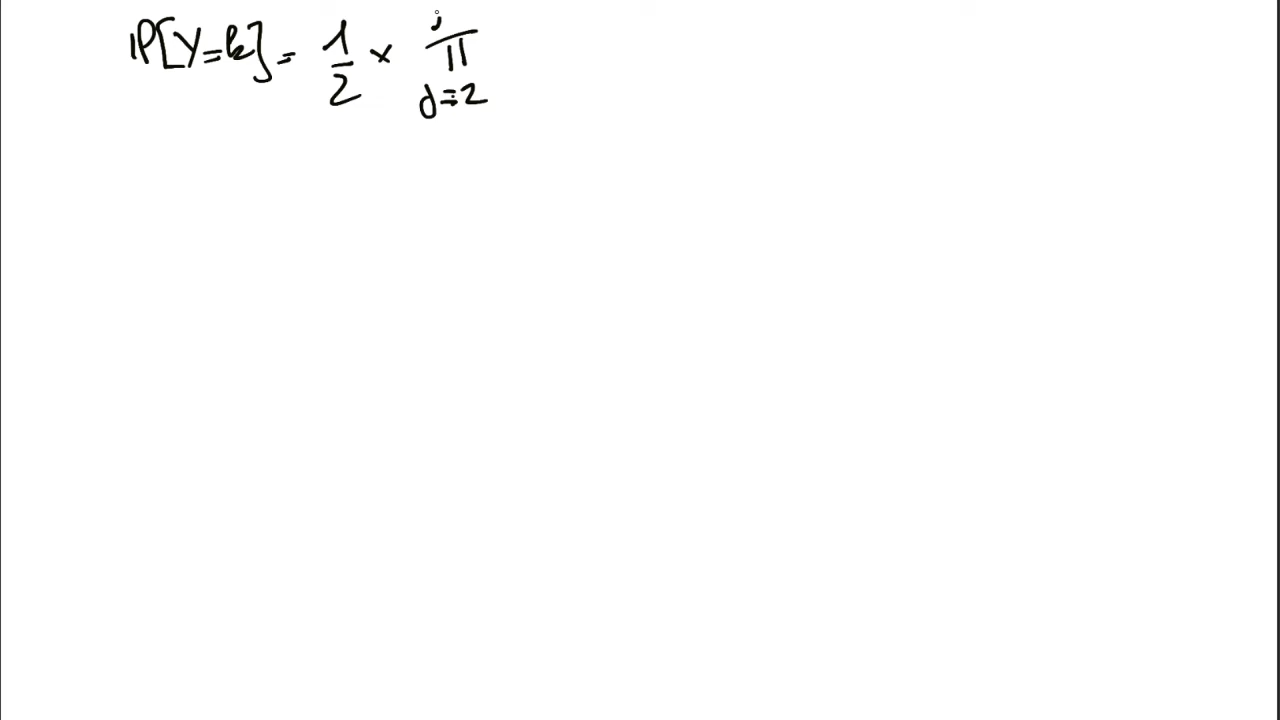 P[Y=k] = 1/2 × ∏ j=2